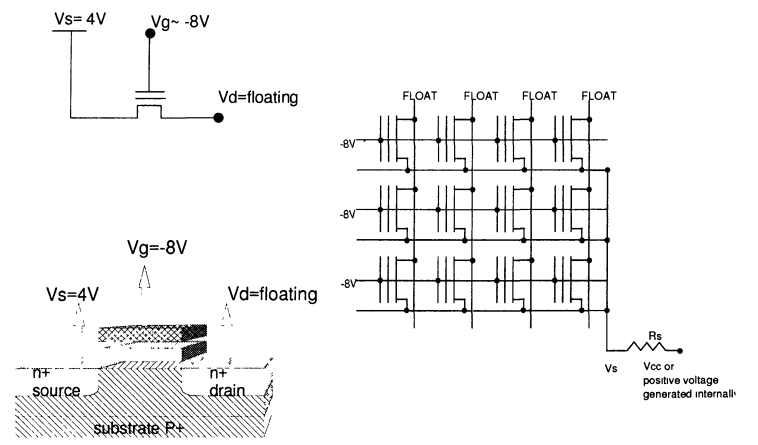 Vs= 4V
Vg~ -8V
Vd=floating
FLOAT FLOAT FLOAT FLOAT
-8V
-8V
-8V
Vg=-8V
Vs=4V
Vd=floating
n+
source
n+
drain
substrate P+
Rs
Vs
Vcc or
positive voltage
generated internally